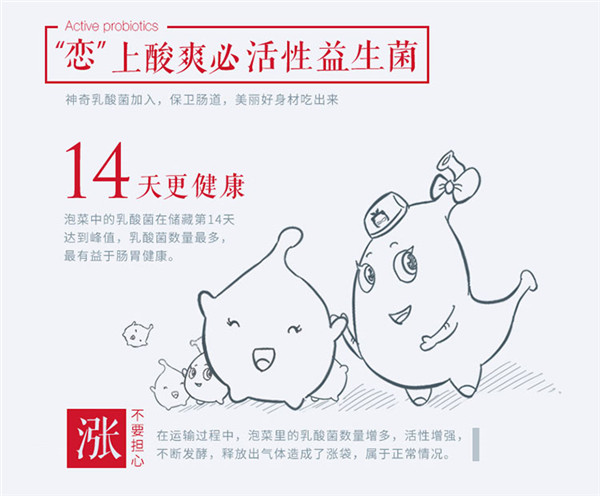 Active probiotics
“恋”上酸爽必活性益生菌
神奇乳酸菌加入，保卫肠道，美丽好身材吃出来
14天更健康
泡菜中的乳酸菌在储藏第14天
达到峰值，乳酸菌数量最多，
最有益于肠胃健康。
涨
不要担心
在运输过程中，泡菜里的乳酸菌数量增多，活性增强，
不断发酵，释放出气体造成了涨袋，属于正常情况。